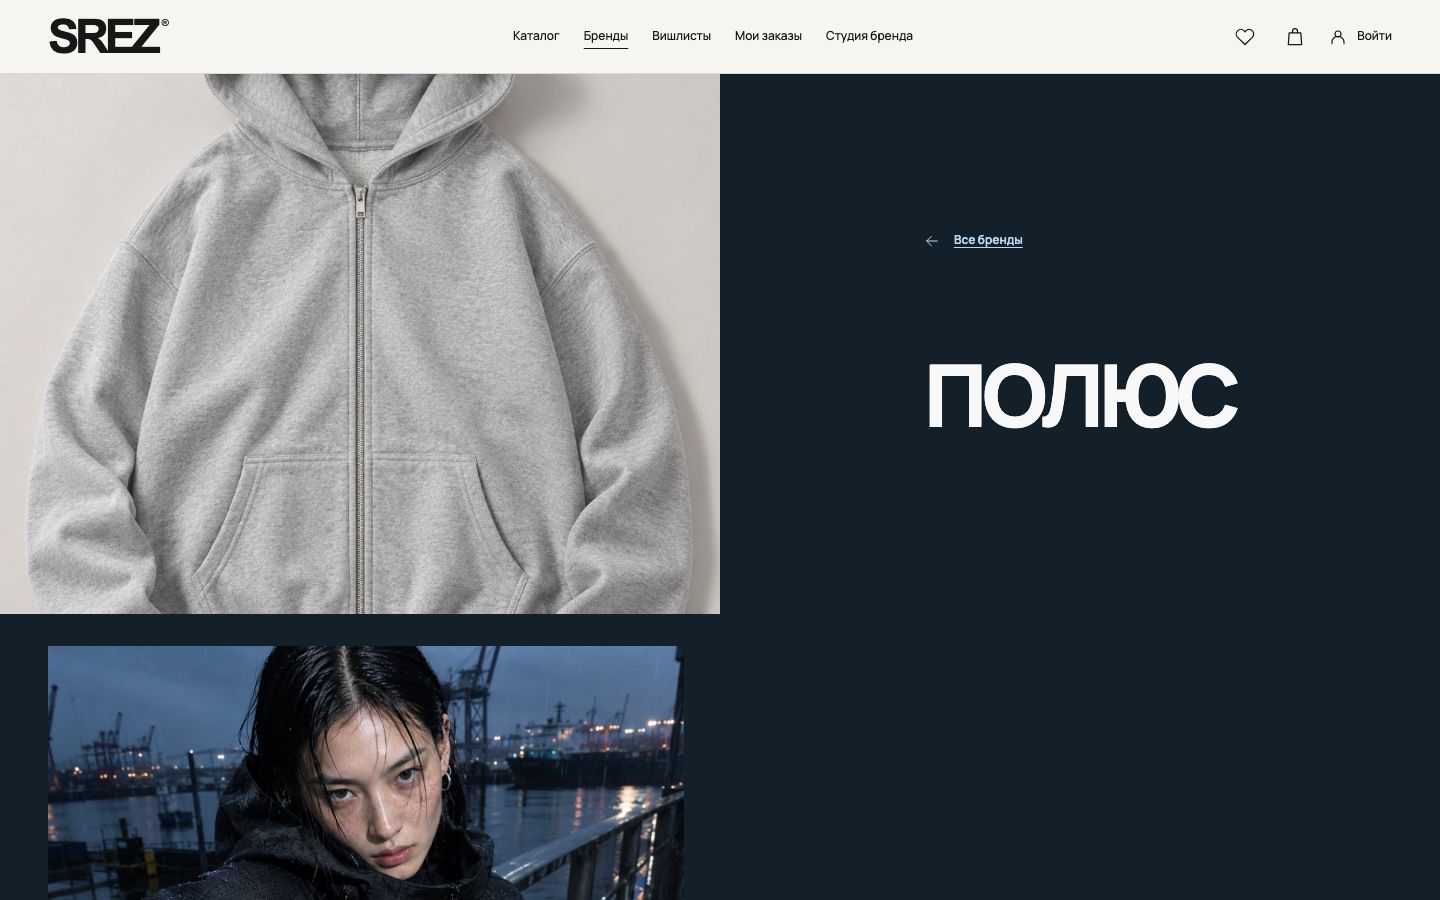 SREZ®
Каталог
Бренды
Вишлисты
Мои заказы
Студия бренда
Войти
Все бренды
ПОЛЮС